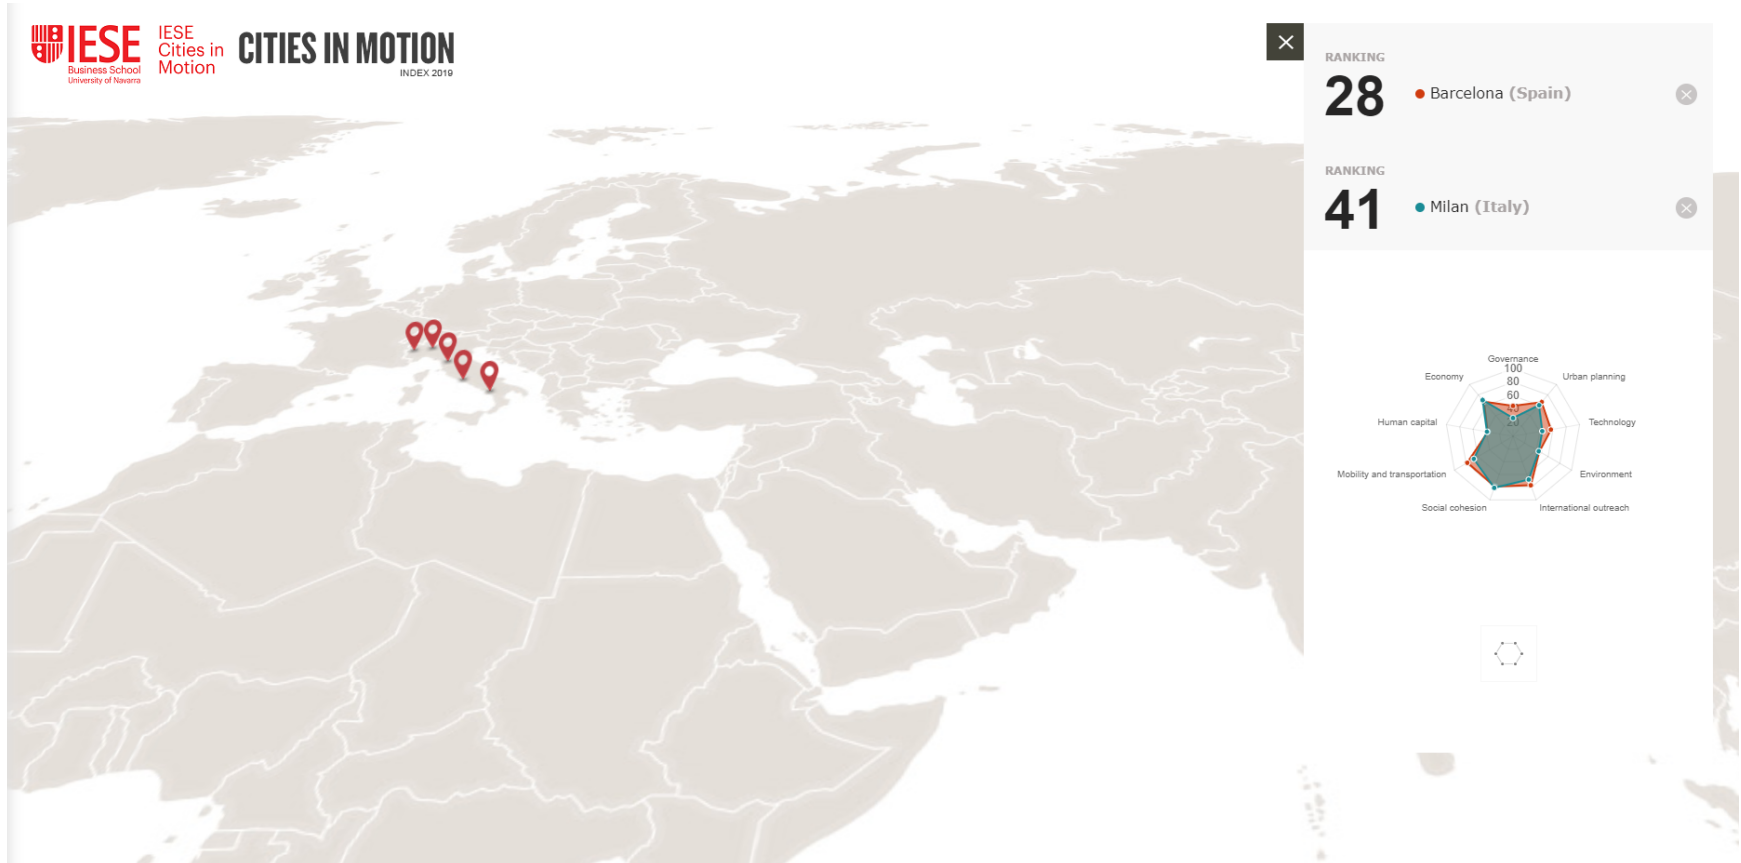 IESE
Business School
University of Navarra
IESE
Cities in
Motion
CITIES IN MOTION
INDEX 2019
RANKING
28
Barcelona (Spain)
RANKING
41
Milan (Italy)
Governance
100
80
60
40
20
Economy
Urban planning
Human capital
Technology
Mobility and transportation
Environment
Social cohesion
International outreach